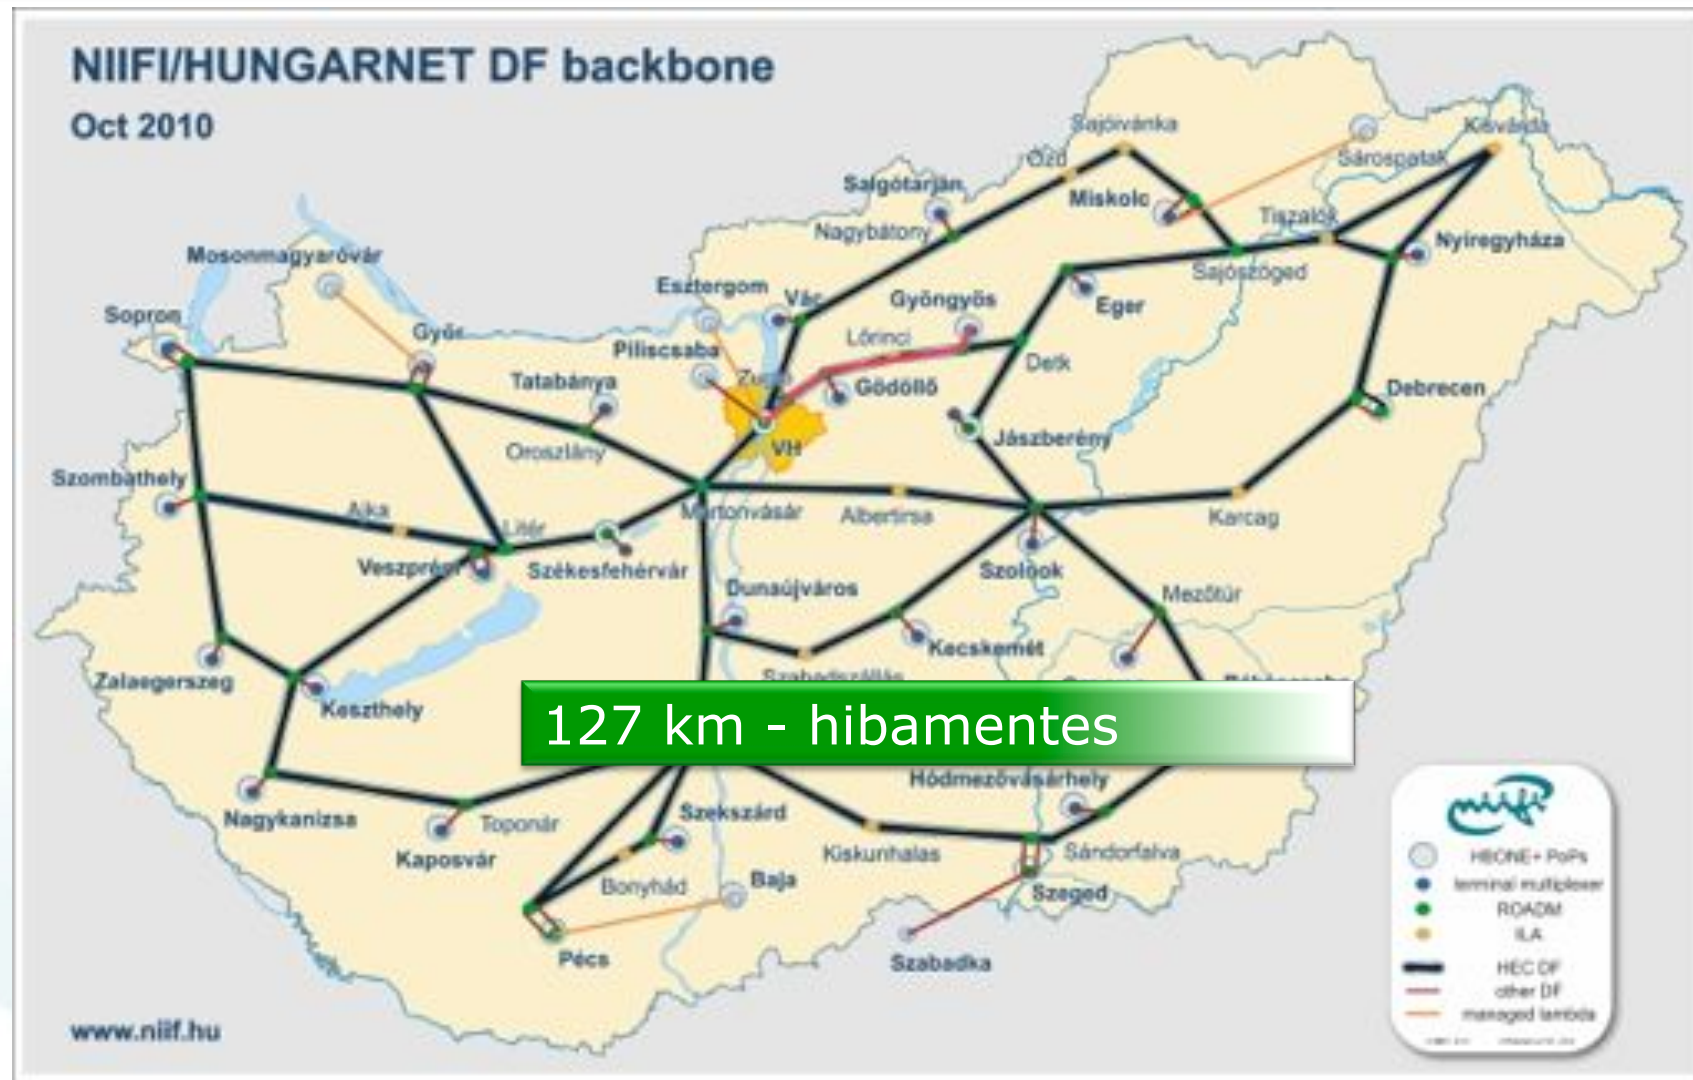 NIIFI/HUNGARNET DF backbone
Oct 2010
Sajóivánka
Kisvárda
Ózd
Sárospatak
Salgótarján
Miskolc
Tiszalök
Nagybátony
Nyíregyháza
Mosonmagyaróvár
Sajószöged
Esztergom
Vác
Gyöngyös
Eger
Sopron
Győr
Lőrinci
Piliscsaba
Detk
Tatabánya
Gödöllő
Debrecen
Jászberény
VH
Oroszlány
Szombathely
Ajka
Martonvásár
Albertirsa
Karcag
Litér
Veszprém
Székesfehérvár
Szolnok
Dunaújváros
Mezőtúr
Kecskemét
Zalaegerszeg
Szabadszállás
Keszthely
127 km - hibamentes
Hódmezővásárhely
Nagykanizsa
Toponár
Szekszárd
Kaposvár
Kiskunhalas
Sándorfalva
Bonyhád
Baja
Szeged
Pécs
Szabadka
niifi
HBONE+ PoPs
terminal multiplexer
ROADM
ILA
HEC DF
other DF
managed lambda
www.niif.hu